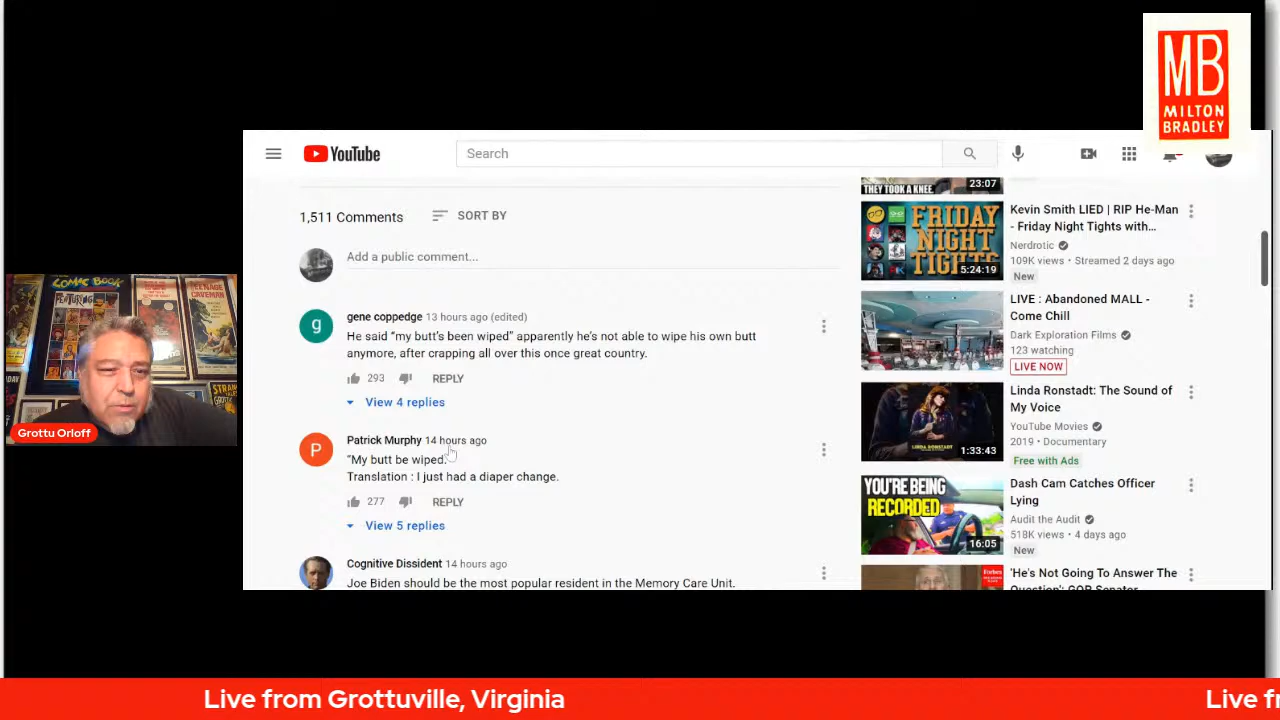 MB
MILTON
BRADLEY
YouTube
Search
1,511 Comments
SORT BY
Add a public comment...
gene coppedge 13 hours ago (edited)
He said “my butt’s been wiped” apparently he’s not able to wipe his own butt
anymore, after crapping all over this once great country.
293
REPLY
View 4 replies
Patrick Murphy 14 hours ago
“My butt be wiped.”
Translation : I just had a diaper change.
277
REPLY
View 5 replies
Cognitive Dissident 14 hours ago
Joe Biden should be the most popular resident in the Memory Care Unit.
THEY TOOK A KNEE.
23:07
FRIDAY
NIGHT
TIGHTS
5:24:19
Kevin Smith LIED | RIP He-Man
- Friday Night Tights with...
Nerdrotic
109K views • Streamed 2 days ago
New
LIVE : Abandoned MALL -
Come Chill
Dark Exploration Films
123 watching
LIVE NOW
LINDA RONSTADT
1:33:43
Linda Ronstadt: The Sound of
My Voice
YouTube Movies
2019 • Documentary
Free with Ads
YOU'RE BEING
RECORDED
16:05
Dash Cam Catches Officer
Lying
Audit the Audit
518K views • 4 days ago
New
Forbes
'He's Not Going To Answer The
Question': GOP Senator
COMIC BOOK
TEENAGE
CAVEMAN
Grottu Orloff
Live from Grottuville, Virginia
Live fr